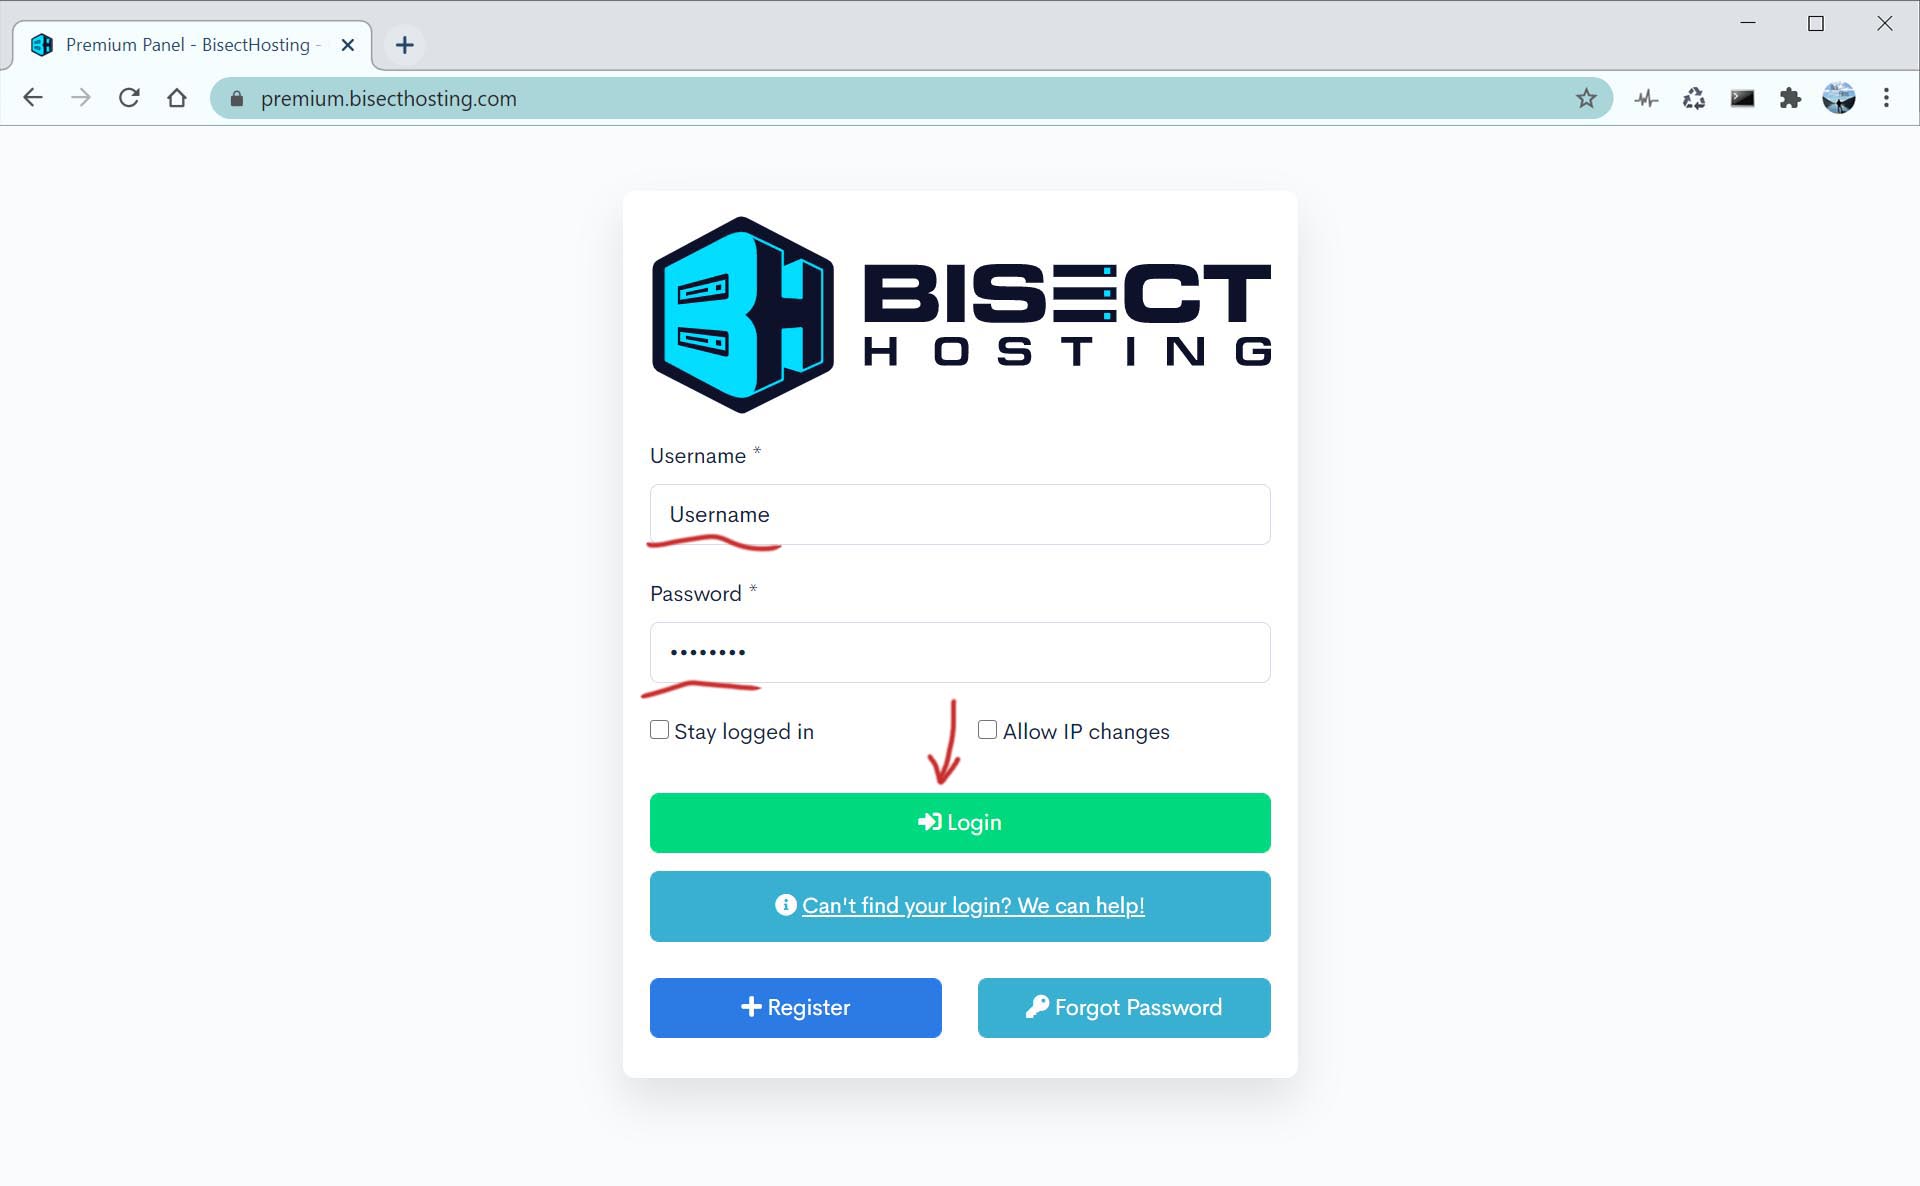 Premium Panel - BisectHosting -
premium.bisecthosting.com
BH BISECT
HOSTING
Username *
Username
Password *
••••••••
Stay logged in Allow IP changes
Login
Can't find your login? We can help!
Register Forgot Password